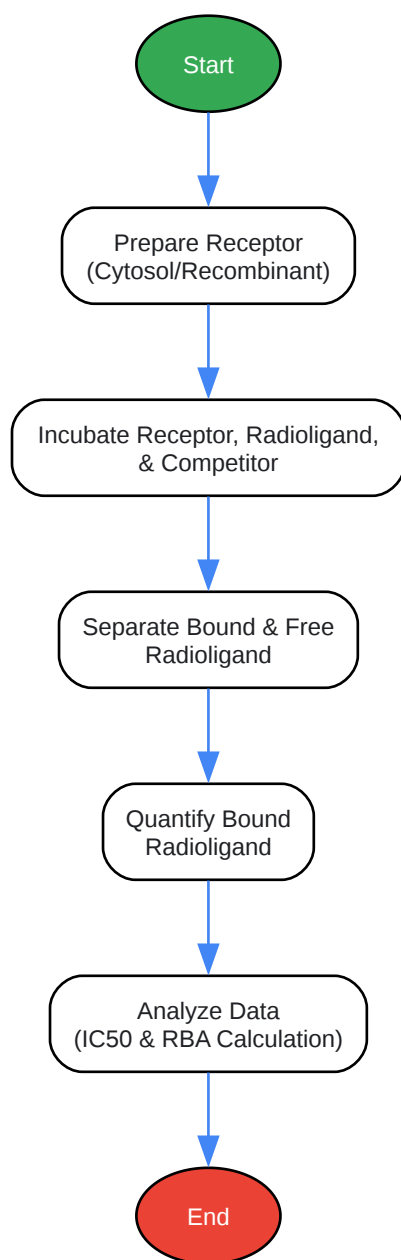 Start
Prepare Receptor
(Cytosol/Recombinant)
Incubate Receptor, Radioligand,
& Competitor
Separate Bound & Free
Radioligand
Quantify Bound
Radioligand
Analyze Data
(IC50 & RBA Calculation)
End